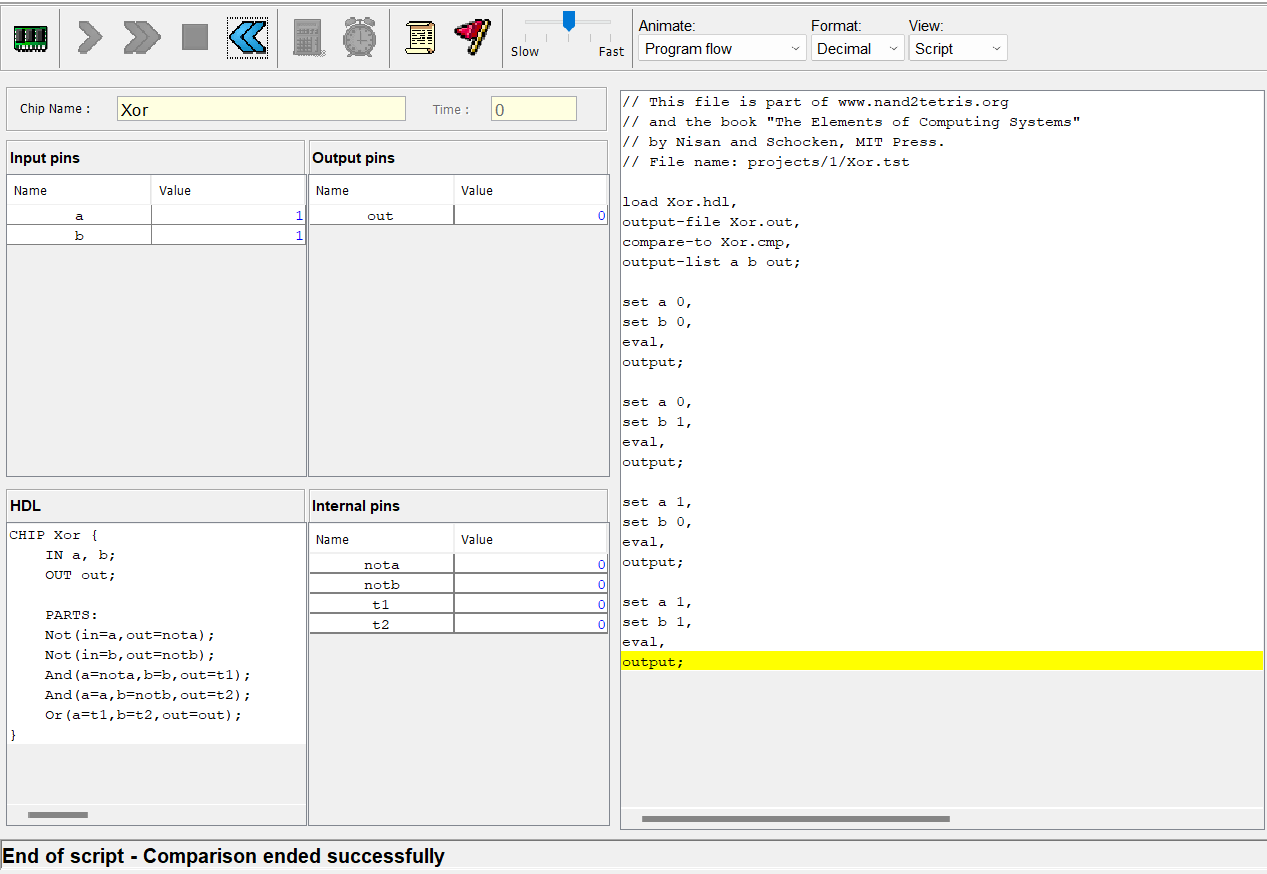 Slow
Fast
Animate:
Program flow
Format:
Decimal
View:
Script
Chip Name :
Xor
Time :
0
Input pins
Name Value
a 1
b 1
Output pins
Name Value
out 0
HDL
CHIP Xor {
    IN a, b;
    OUT out;

    PARTS:
    Not(in=a,out=nota);
    Not(in=b,out=notb);
    And(a=nota,b=b,out=t1);
    And(a=a,b=notb,out=t2);
    Or(a=t1,b=t2,out=out);
}
Internal pins
Name Value
nota 0
notb 0
t1 0
t2 0
// This file is part of www.nand2tetris.org
// and the book "The Elements of Computing Systems"
// by Nisan and Schocken, MIT Press.
// File name: projects/1/Xor.tst

load Xor.hdl,
output-file Xor.out,
compare-to Xor.cmp,
output-list a b out;

set a 0,
set b 0,
eval,
output;

set a 0,
set b 1,
eval,
output;

set a 1,
set b 0,
eval,
output;

set a 1,
set b 1,
eval,
output;
End of script - Comparison ended successfully